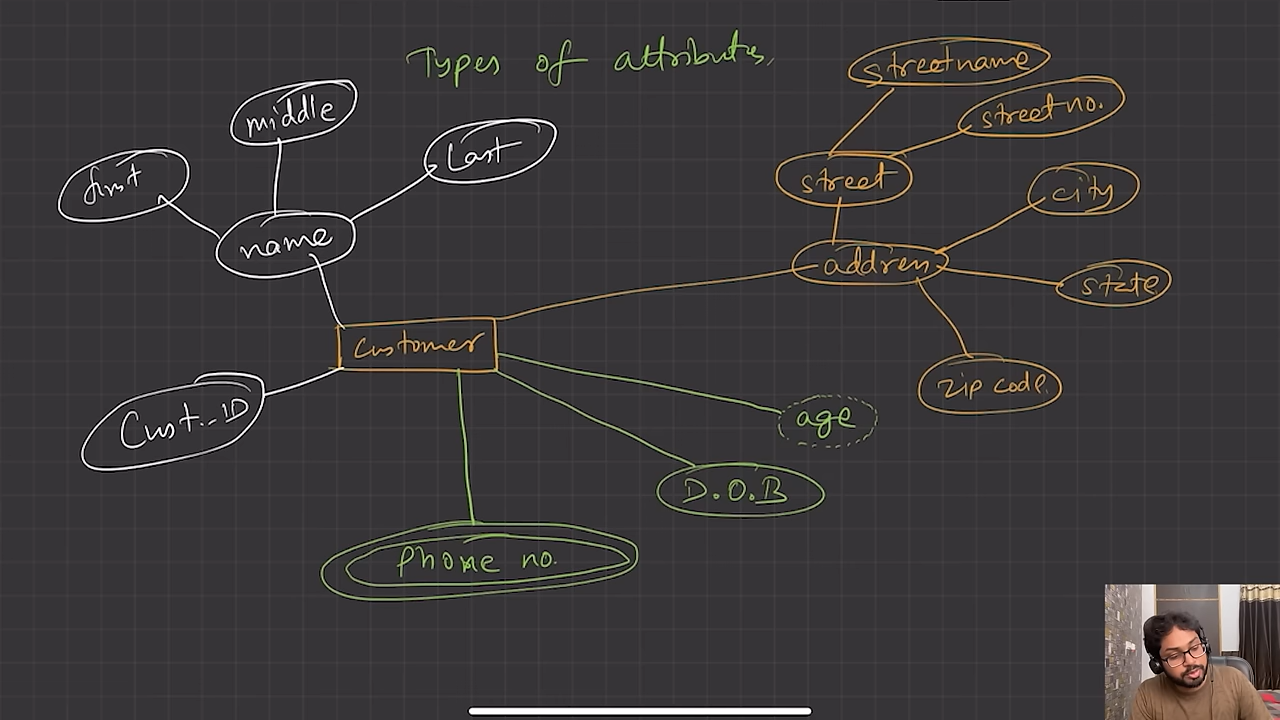 Types of attributes.
streetname
middle
street no.
Last
first
street
city
name
address
state
Customer
zip code.
Cust._ID
age
D.O.B
Phone no.